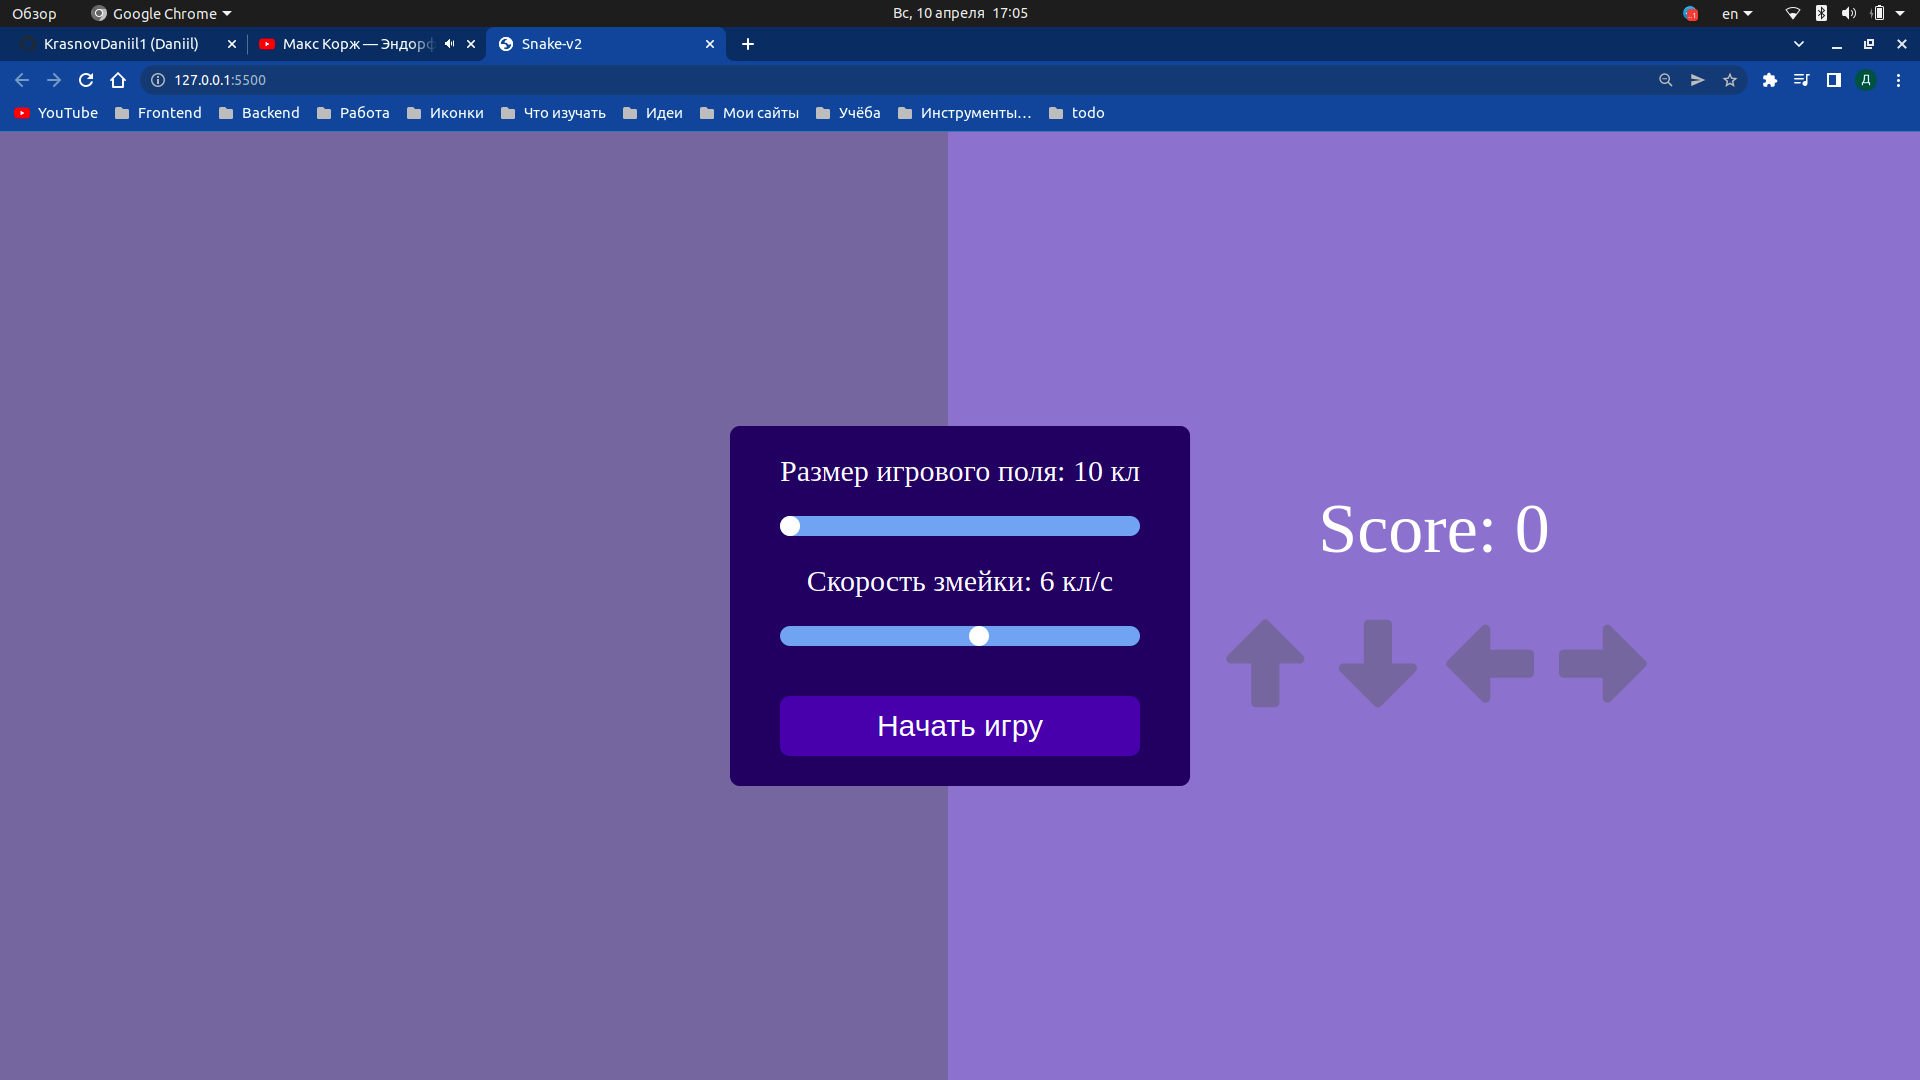 Обзор
Google Chrome
Вс, 10 апреля 17:05
en
KrasnovDaniil1 (Daniil)
Макс Корж — Эндорф
Snake-v2
127.0.0.1:5500
Д
YouTube
Frontend
Backend
Работа
Иконки
Что изучать
Идеи
Мои сайты
Учёба
Инструменты…
todo
Размер игрового поля: 10 кл
Скорость змейки: 6 кл/с
Начать игру
Score: 0